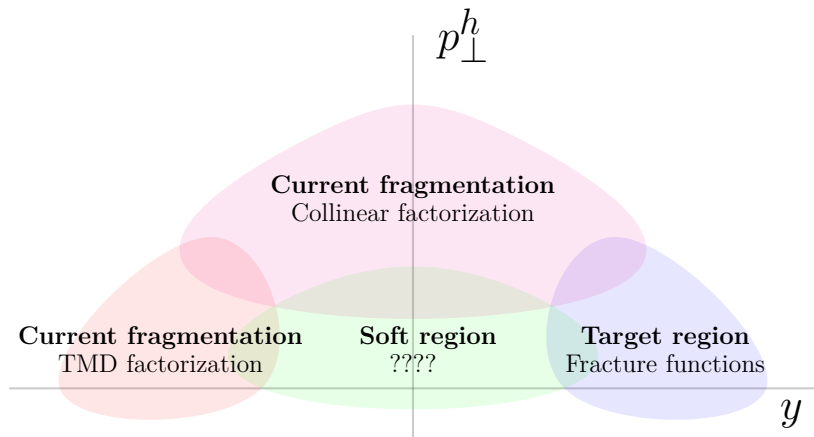 p⊥^h
Current fragmentation
Collinear factorization
Current fragmentation
TMD factorization
Soft region
????
Target region
Fracture functions
y